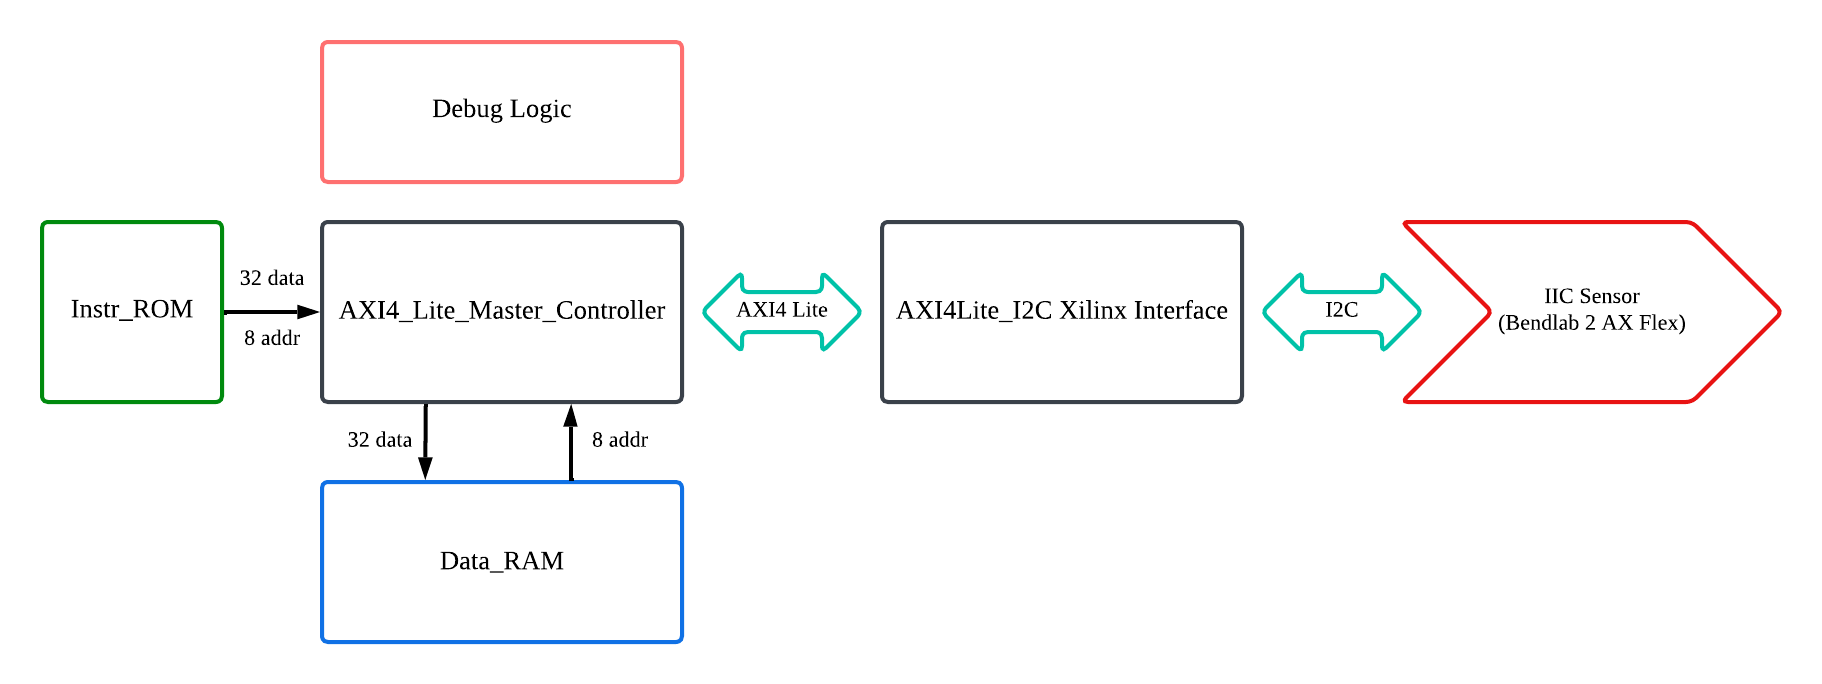 Debug Logic
Instr_ROM
32 data
8 addr
AXI4_Lite_Master_Controller
AXI4 Lite
AXI4Lite_I2C Xilinx Interface
I2C
IIC Sensor
(Bendlab 2 AX Flex)
32 data
8 addr
Data_RAM